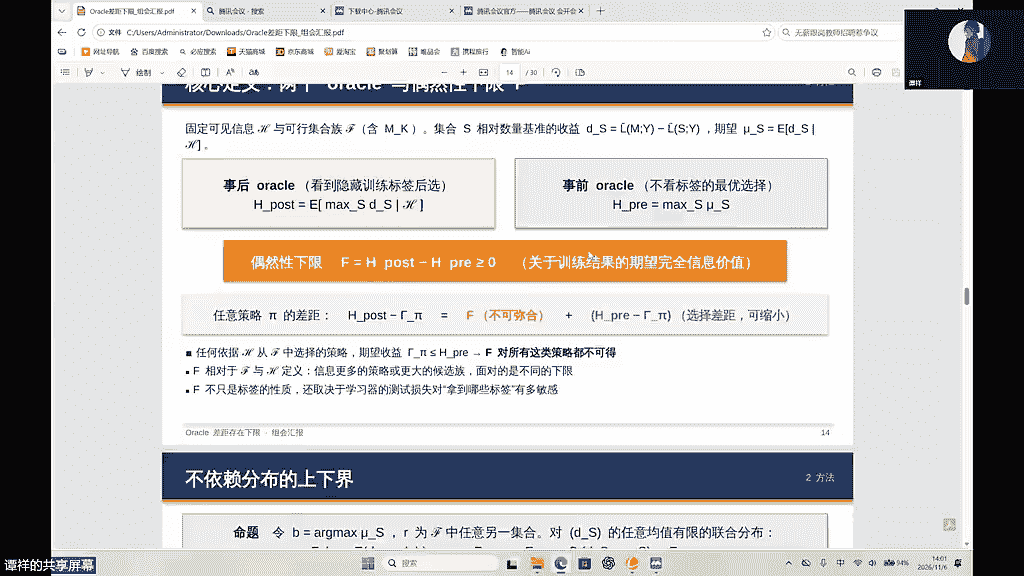 Oracle差距下限_组会汇报.pdf
腾讯会议 - 搜索
下载中心-腾讯会议
腾讯会议官方——腾讯会议 会开会
文件 C:/Users/Administrator/Downloads/Oracle差距下限_组会汇报.pdf
无薪跟岗教师招聘惹争议
网址导航 百度搜索 必应搜索 天猫商城 京东商城 爱淘宝 聚划算 唯品会 携程旅行 智能Ai
绘制
14 / 30
谭祥
核心定义：两个 oracle 与偶然性下限 F
固定可见信息 ℋ 与可行集合族 ℱ（含 M_K ）。集合 S 相对数量基准的收益 d_S = L̄(M;Y) − L̄(S;Y) ，期望 μ_S = E[d_S |
ℋ] 。
事后 oracle （看到隐藏训练标签后选）
H_post = E[ max_S d_S | ℋ ]
事前 oracle （不看标签的最优选择）
H_pre = max_S μ_S
偶然性下限 F = H_post − H_pre ≥ 0 （关于训练结果的期望完全信息价值）
任意策略 π 的差距： H_post − Γ_π = F （不可弥合） + (H_pre − Γ_π) （选择差距，可缩小）
▪ 任何依据 ℋ 从 ℱ 中选择的策略，期望收益 Γ_π ≤ H_pre → F 对所有这类策略都不可得
▪ F 相对于 ℱ 与 ℋ 定义：信息更多的策略或更大的候选族，面对的是不同的下限
▪ F 不只是标签的性质，还取决于学习器的测试损失对“拿到哪些标签”有多敏感
Oracle 差距存在下限 · 组会汇报
14
不依赖分布的上下界
2 方法
命题 令 b = argmax μ_S ，r 为 ℱ 中任意另一集合。对 (d_S) 的任意均值有限的联合分布：
谭祥的共享屏幕
搜索
中
94%
14:01
2026/11/6